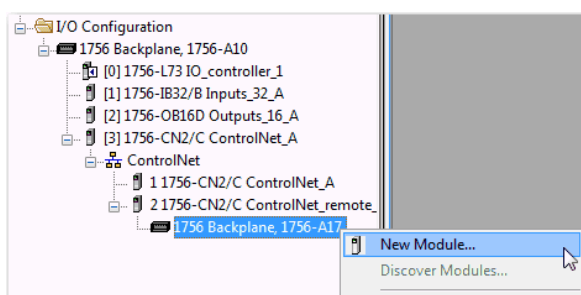 I/O Configuration
1756 Backplane, 1756-A10
[0] 1756-L73 IO_controller_1
[1] 1756-IB32/B Inputs_32_A
[2] 1756-OB16D Outputs_16_A
[3] 1756-CN2/C ControlNet_A
ControlNet
1 1756-CN2/C ControlNet_A
2 1756-CN2/C ControlNet_remote_
1756 Backplane, 1756-A17
New Module...
Discover Modules...